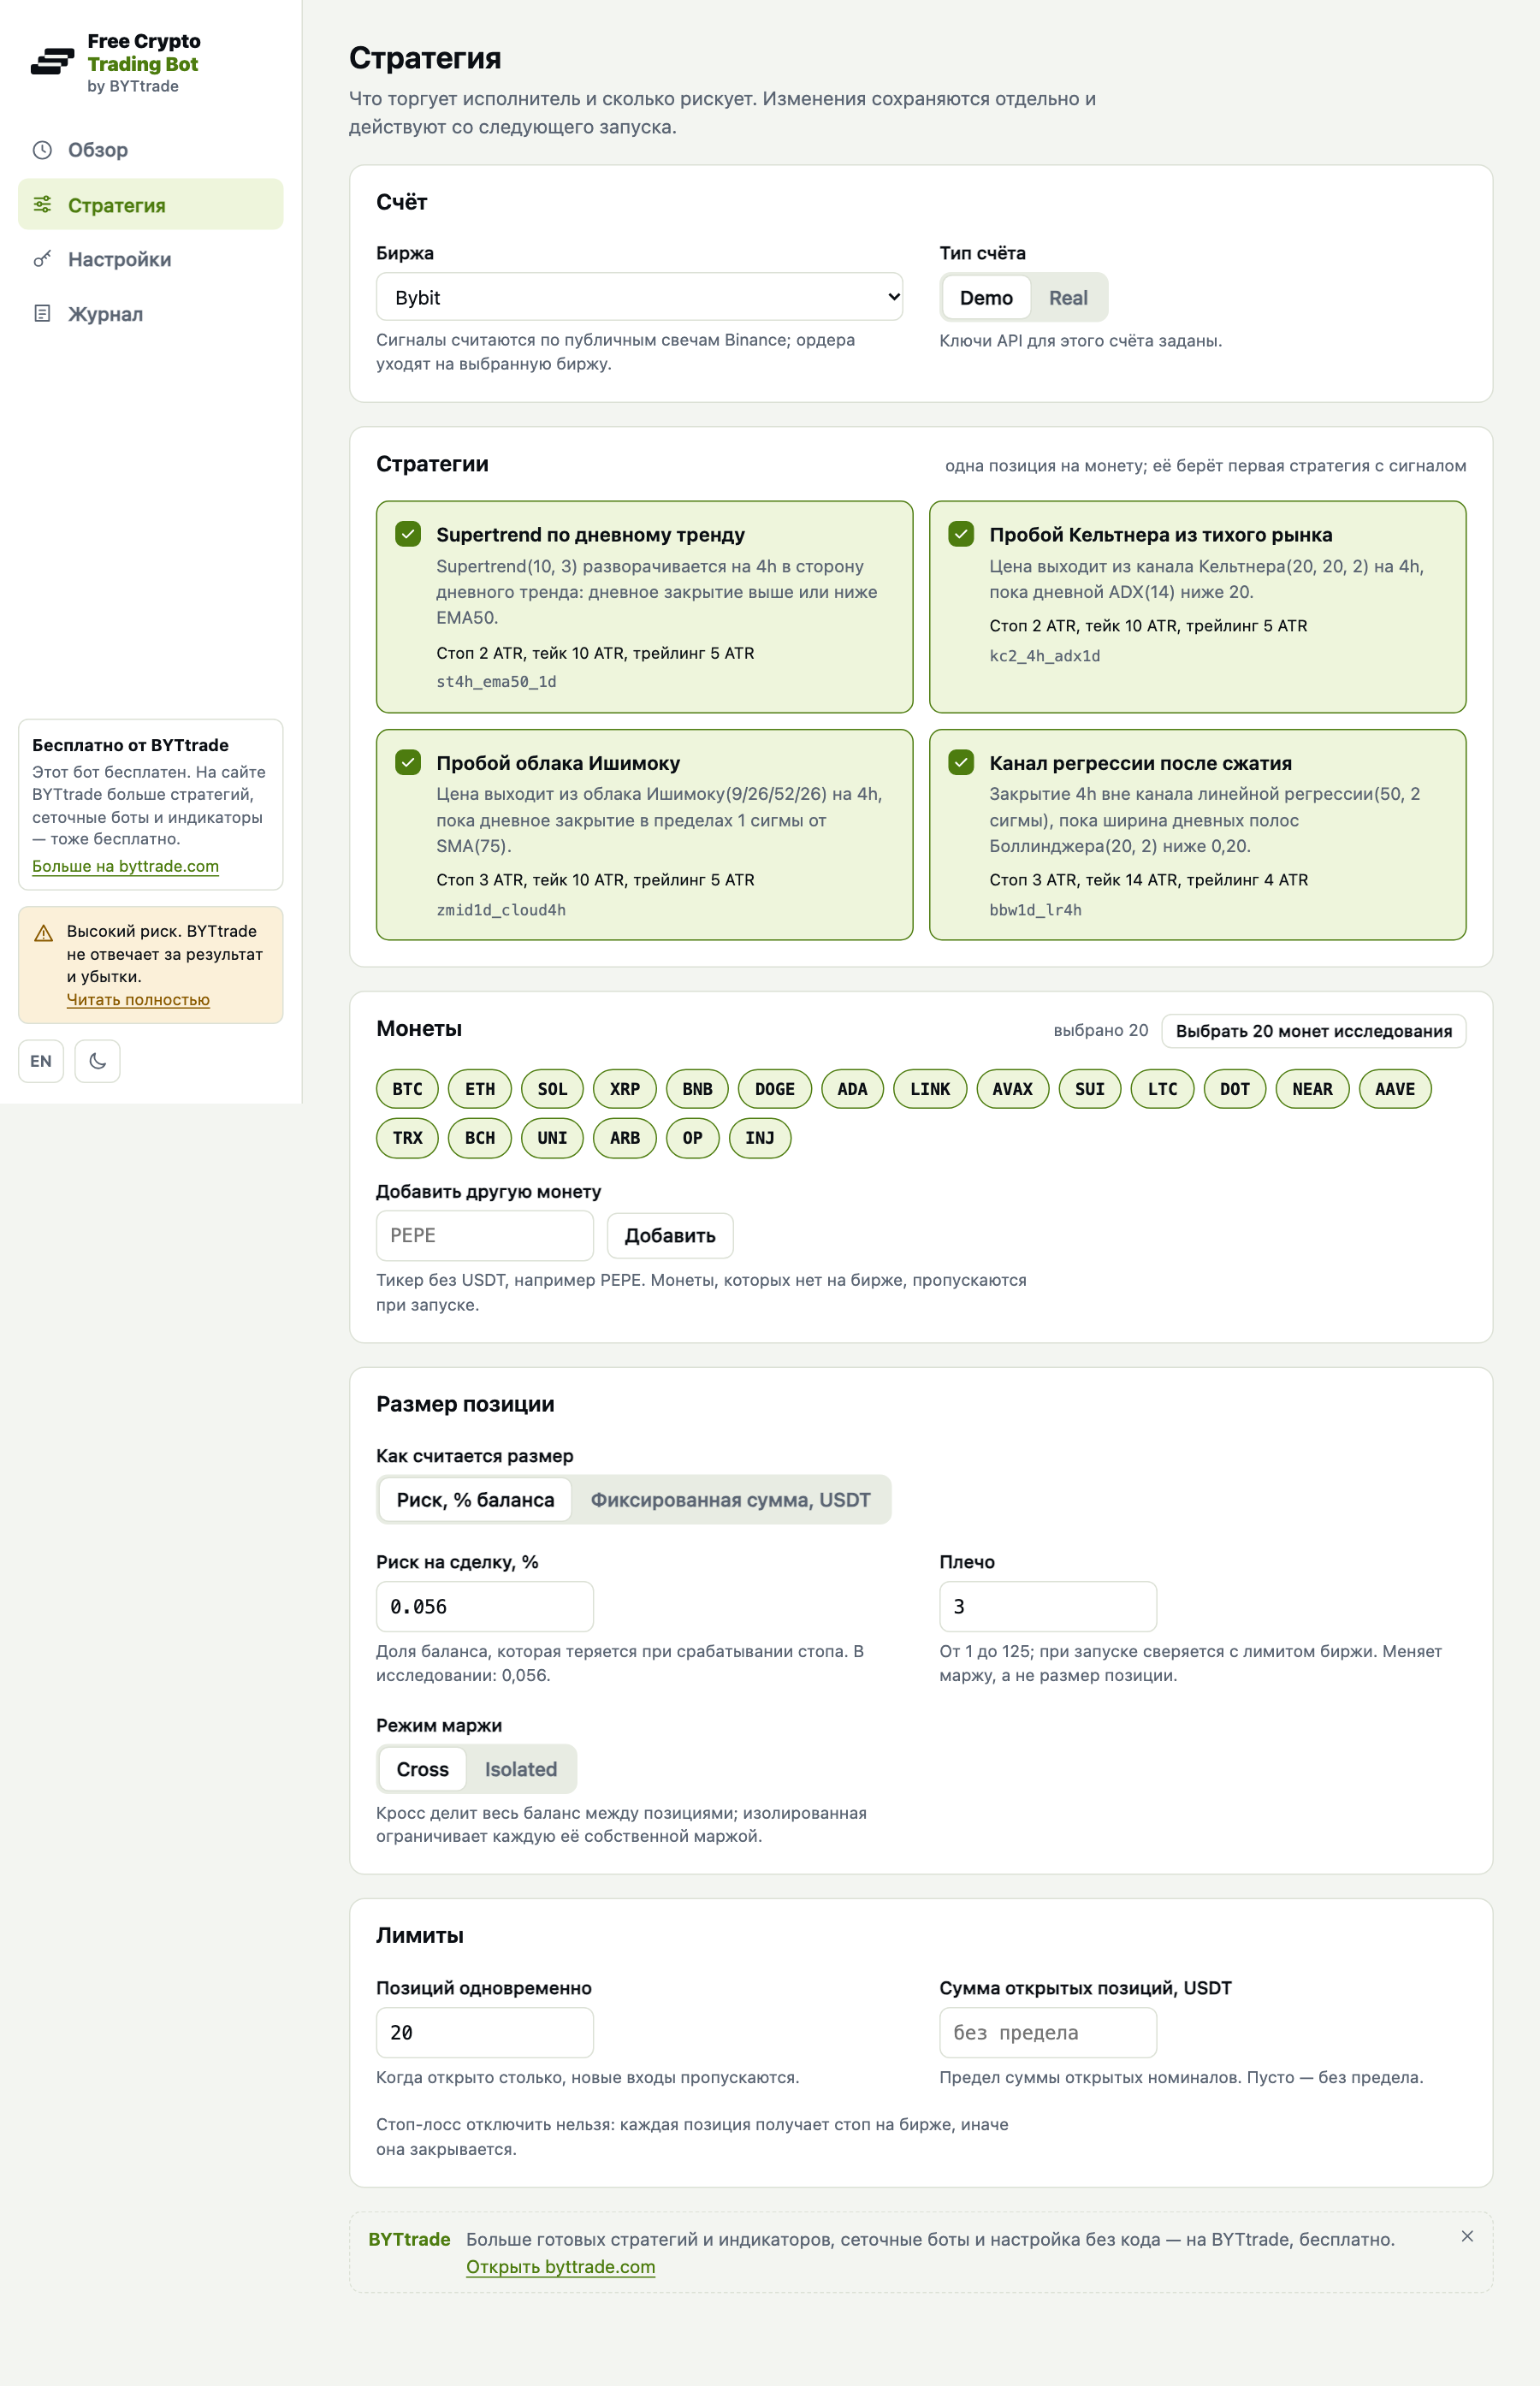 Free Crypto
Trading Bot
by BYTtrade
Обзор
Стратегия
Настройки
Журнал
Бесплатно от BYTtrade
Этот бот бесплатен. На сайте
BYTtrade больше стратегий,
сеточные боты и индикаторы
— тоже бесплатно.
Больше на byttrade.com
Высокий риск. BYTtrade
не отвечает за результат
и убытки.
Читать полностью
EN
Стратегия
Что торгует исполнитель и сколько рискует. Изменения сохраняются отдельно и
действуют со следующего запуска.
Счёт
Биржа
Bybit
Сигналы считаются по публичным свечам Binance; ордера
уходят на выбранную биржу.
Тип счёта
Demo Real
Ключи API для этого счёта заданы.
Стратегии
одна позиция на монету; её берёт первая стратегия с сигналом
Supertrend по дневному тренду
Supertrend(10, 3) разворачивается на 4h в сторону
дневного тренда: дневное закрытие выше или ниже
EMA50.
Стоп 2 ATR, тейк 10 ATR, трейлинг 5 ATR
st4h_ema50_1d
Пробой Кельтнера из тихого рынка
Цена выходит из канала Кельтнера(20, 20, 2) на 4h,
пока дневной ADX(14) ниже 20.
Стоп 2 ATR, тейк 10 ATR, трейлинг 5 ATR
kc2_4h_adx1d
Пробой облака Ишимоку
Цена выходит из облака Ишимоку(9/26/52/26) на 4h,
пока дневное закрытие в пределах 1 сигмы от
SMA(75).
Стоп 3 ATR, тейк 10 ATR, трейлинг 5 ATR
zmid1d_cloud4h
Канал регрессии после сжатия
Закрытие 4h вне канала линейной регрессии(50, 2
сигмы), пока ширина дневных полос
Боллинджера(20, 2) ниже 0,20.
Стоп 3 ATR, тейк 14 ATR, трейлинг 4 ATR
bbw1d_lr4h
Монеты
выбрано 20
Выбрать 20 монет исследования
BTC ETH SOL XRP BNB DOGE ADA LINK AVAX SUI LTC DOT NEAR AAVE
TRX BCH UNI ARB OP INJ
Добавить другую монету
PEPE
Добавить
Тикер без USDT, например PEPE. Монеты, которых нет на бирже, пропускаются
при запуске.
Размер позиции
Как считается размер
Риск, % баланса Фиксированная сумма, USDT
Риск на сделку, %
0.056
Доля баланса, которая теряется при срабатывании стопа. В
исследовании: 0,056.
Плечо
3
От 1 до 125; при запуске сверяется с лимитом биржи. Меняет
маржу, а не размер позиции.
Режим маржи
Cross Isolated
Кросс делит весь баланс между позициями; изолированная
ограничивает каждую её собственной маржой.
Лимиты
Позиций одновременно
20
Когда открыто столько, новые входы пропускаются.
Сумма открытых позиций, USDT
без предела
Предел суммы открытых номиналов. Пусто — без предела.
Стоп-лосс отключить нельзя: каждая позиция получает стоп на бирже, иначе
она закрывается.
BYTtrade
Больше готовых стратегий и индикаторов, сеточные боты и настройка без кода — на BYTtrade, бесплатно.
Открыть byttrade.com